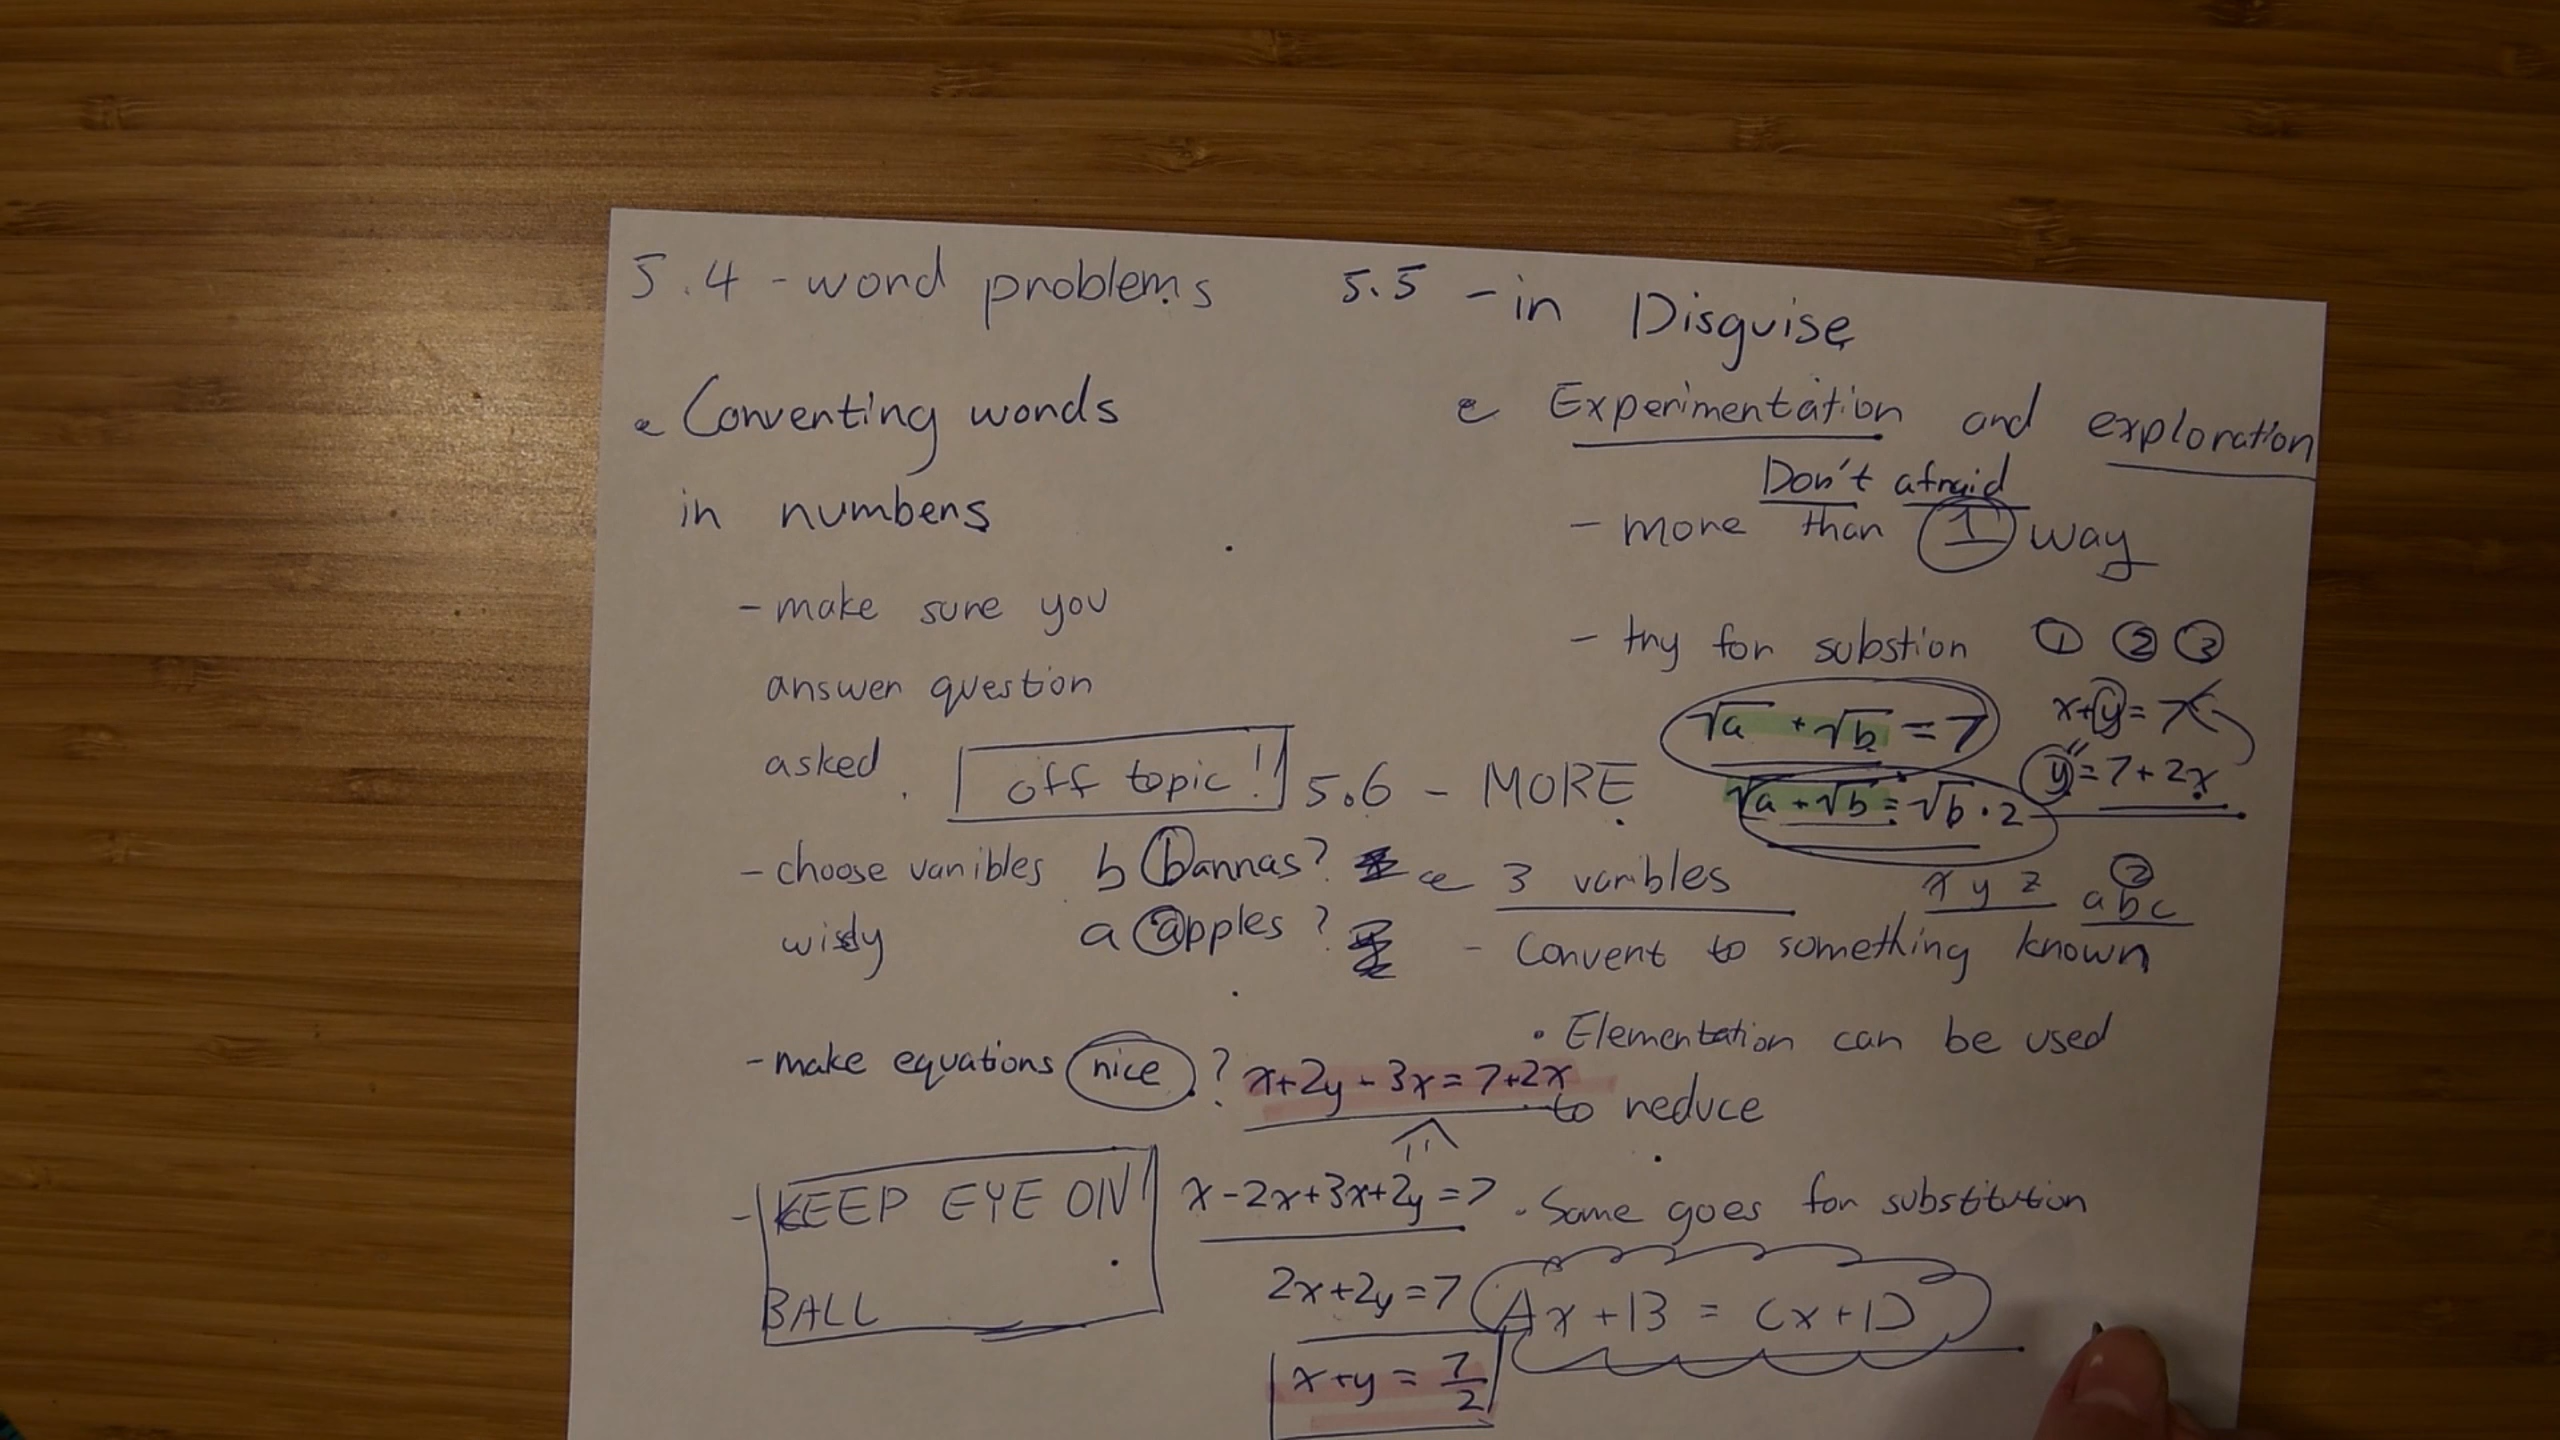 5.4 - word problems
• Converting words
in numbers
- make sure you
answer question
asked.
off topic!!
- choose varibles
wisely
b bannas?
a apples?
- make equations nice.?
x+2y-3x=7+2x
x-2x+3x+2y=7
2x+2y=7
x+y = 7/2
- KEEP EYE ON
BALL
5.5 - in Disguise
• Experimentation and exploration
Don't afraid
- more than 1 way
- try for substion ① ② ③
√a + √b = 7
√a + √b = √b · 2
x+y = 7
y = 7+2x
5.6 - MORE
x y z
a b c
②
• 3 varibles
- Convert to something known
• Elementation can be used
to reduce
• Same goes for substitution
Ax + B = Cx + D